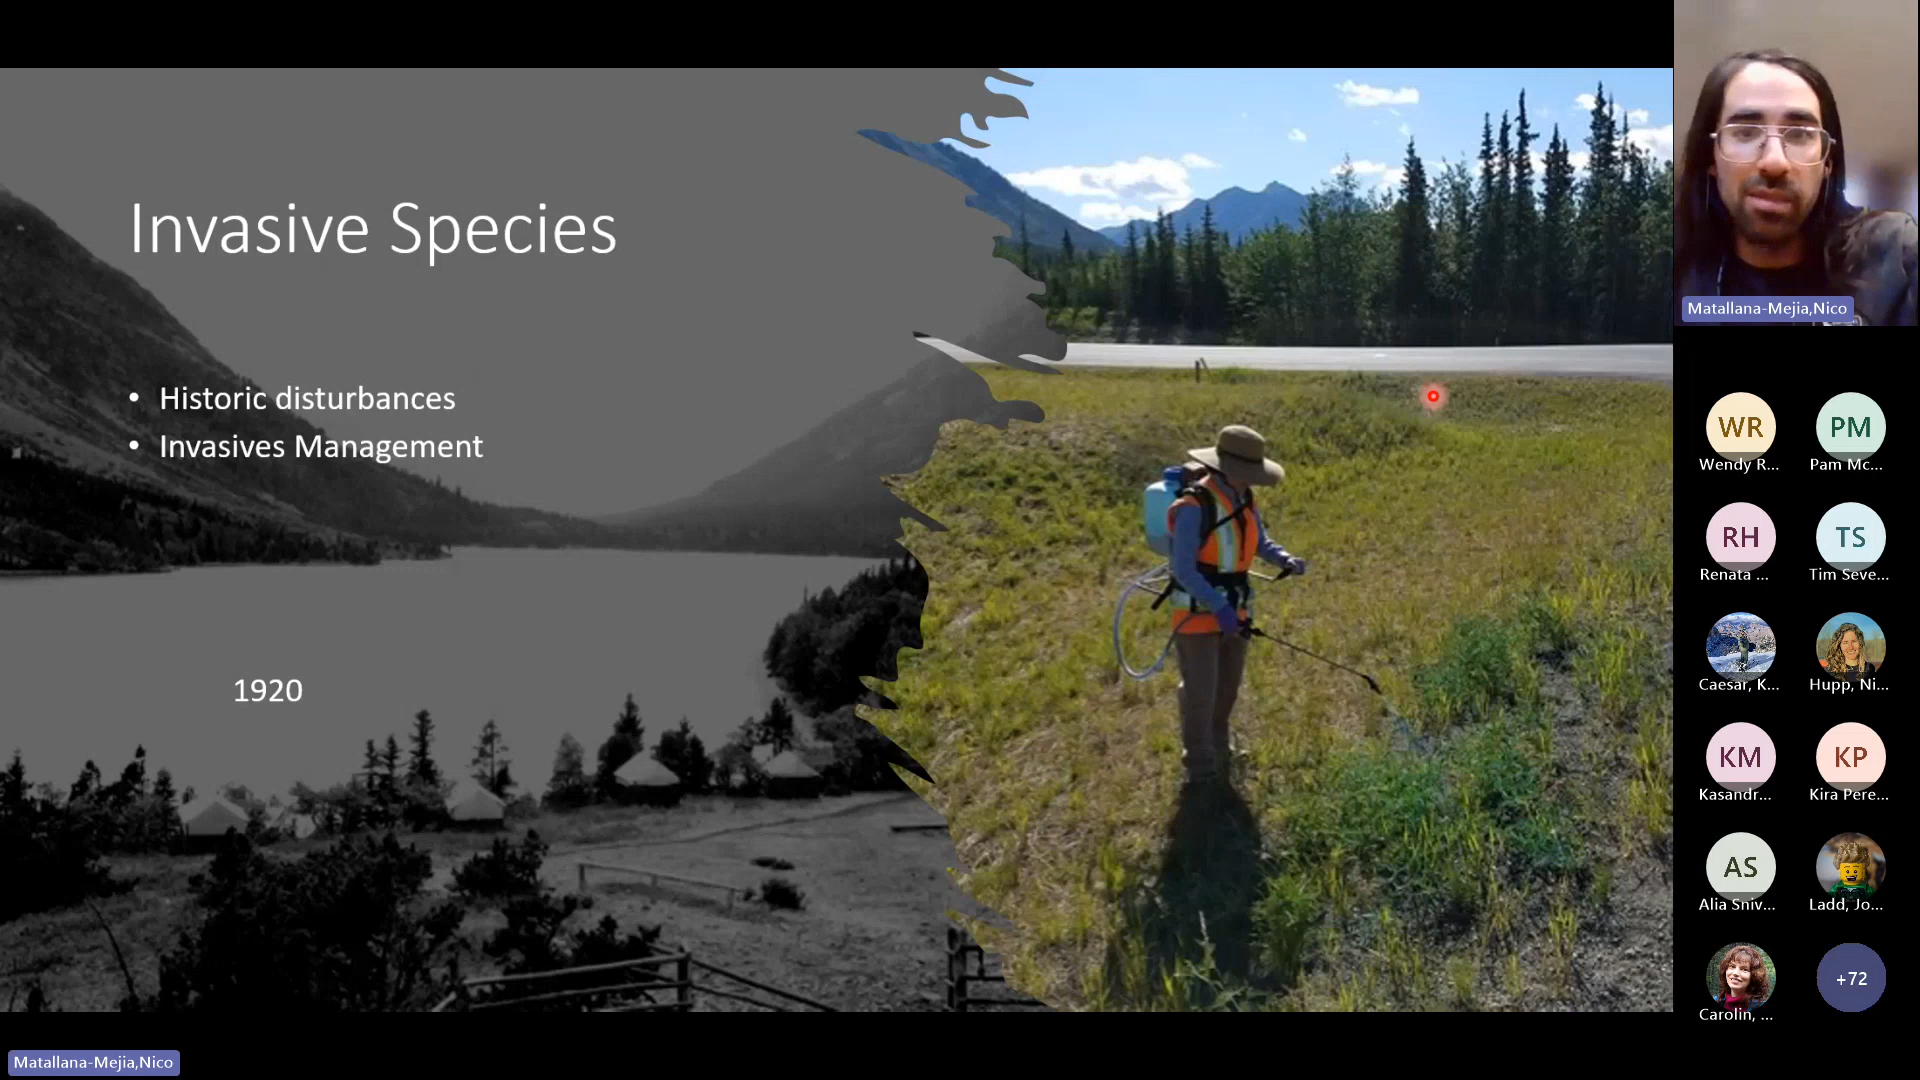 Invasive Species
• Historic disturbances
• Invasives Management
1920
Matallana-Mejia,Nico
WR
Wendy R...
PM
Pam Mc...
RH
Renata ...
TS
Tim Seve...
Caesar, K...
Hupp, Ni...
KM
Kasandr...
KP
Kira Pere...
AS
Alia Sniv...
Ladd, Jo...
Carolin, ...
+72
Matallana-Mejia,Nico